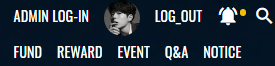 ADMIN LOG-IN LOG_OUT
FUND REWARD EVENT Q&A NOTICE